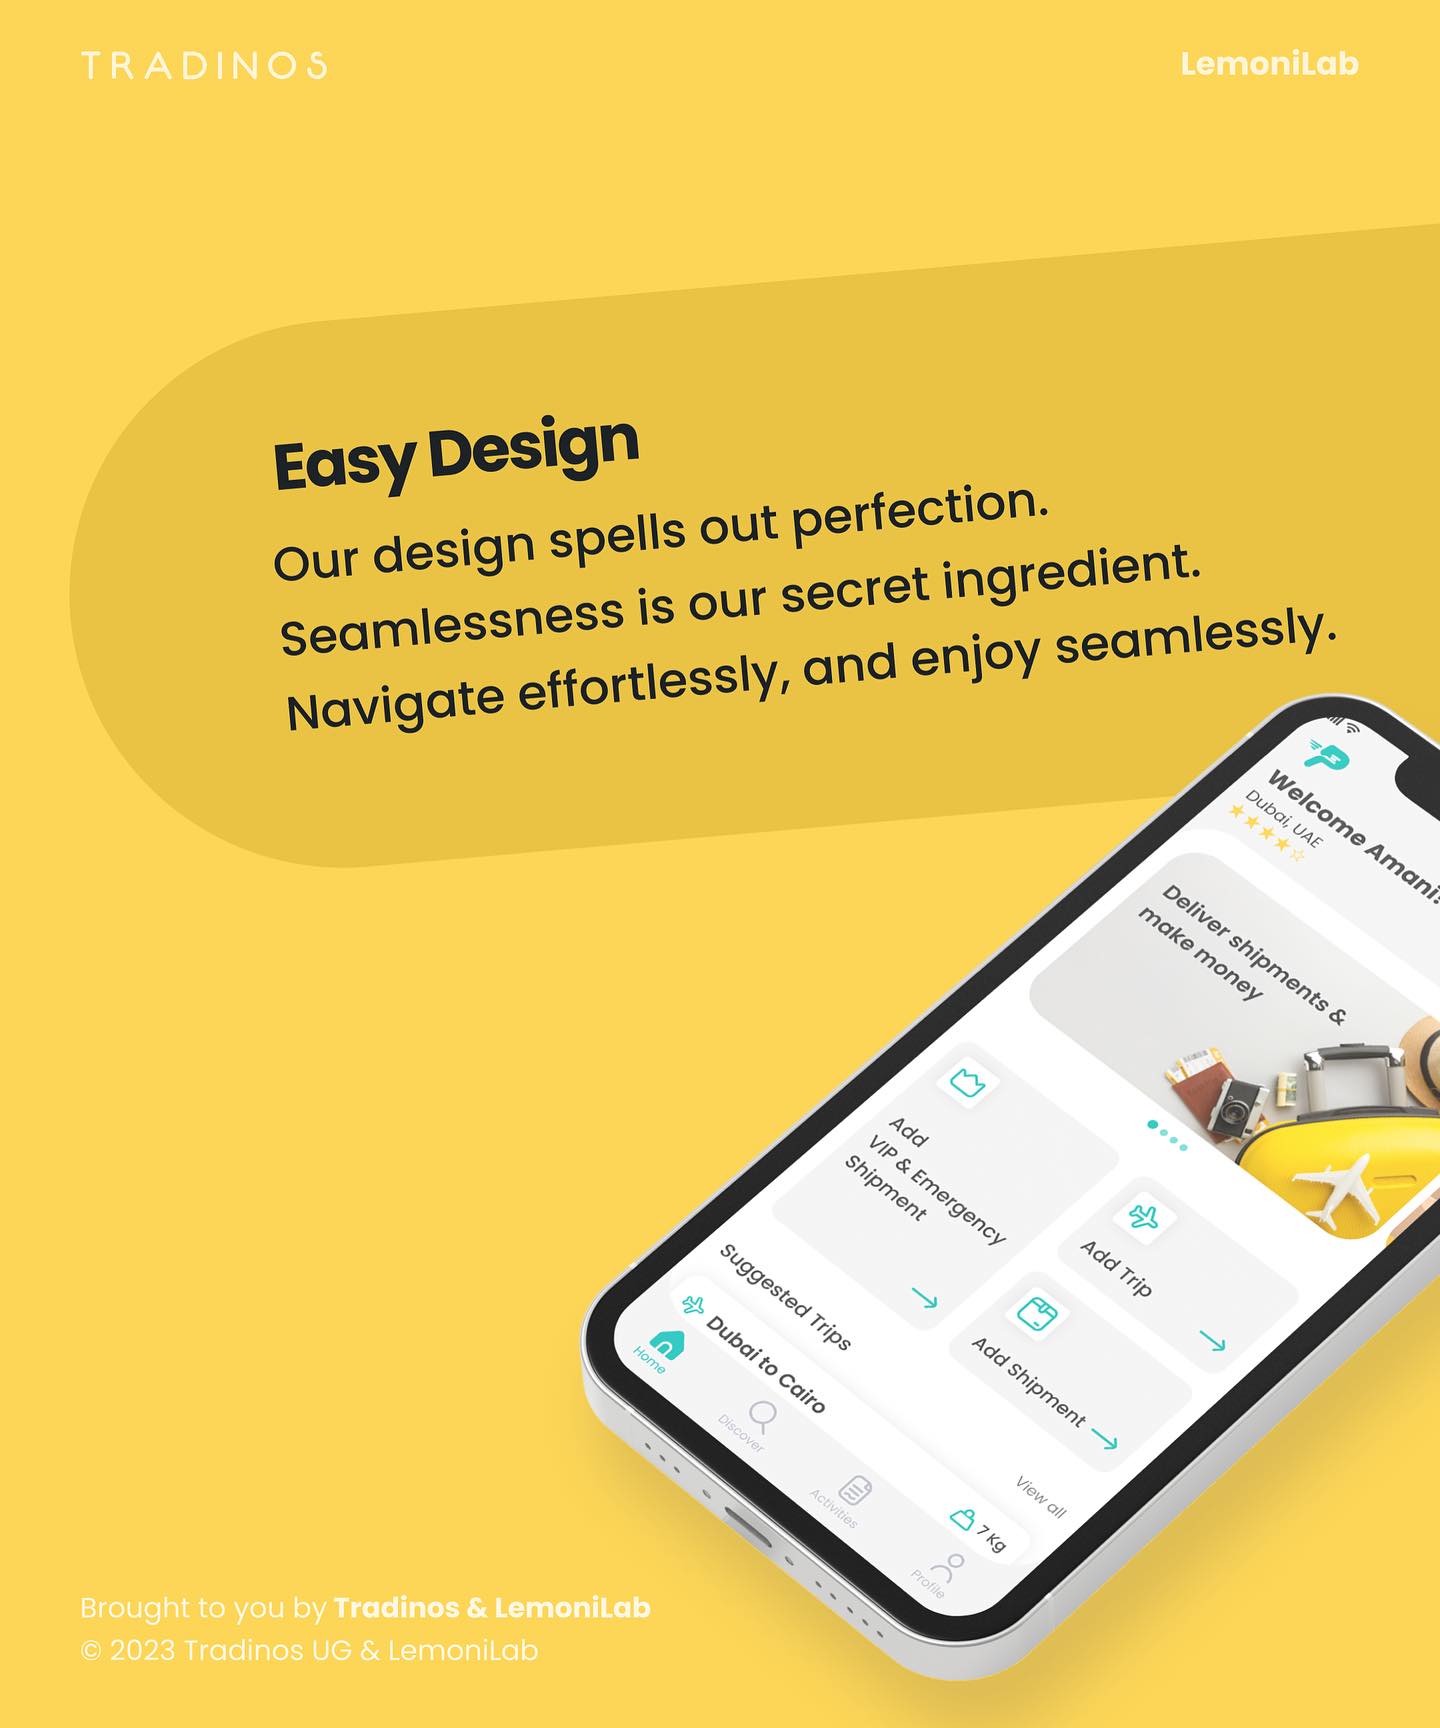 TRADINOS
LemoniLab
Easy Design
Our design spells out perfection.
Seamlessness is our secret ingredient.
Navigate effortlessly, and enjoy seamlessly.
Welcome Amani!
Dubai, UAE
Deliver shipments &
make money
Add
VIP & Emergency
Shipment
Add Trip
Add Shipment
Suggested Trips
View all
Dubai to Cairo
7 Kg
Home
Discover
Activities
Profile
Brought to you by Tradinos & LemoniLab
© 2023 Tradinos UG & LemoniLab